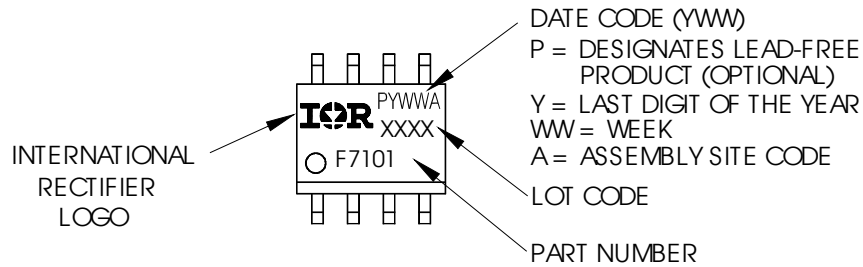 DATE CODE (YWW)
P = DESIGNATES LEAD-FREE
PRODUCT (OPTIONAL)
Y = LAST DIGIT OF THE YEAR
WW = WEEK
A = ASSEMBLY SITE CODE
LOT CODE
PART NUMBER
INTERNATIONAL
RECTIFIER
LOGO
IOR
PYWWA
XXXX
F7101